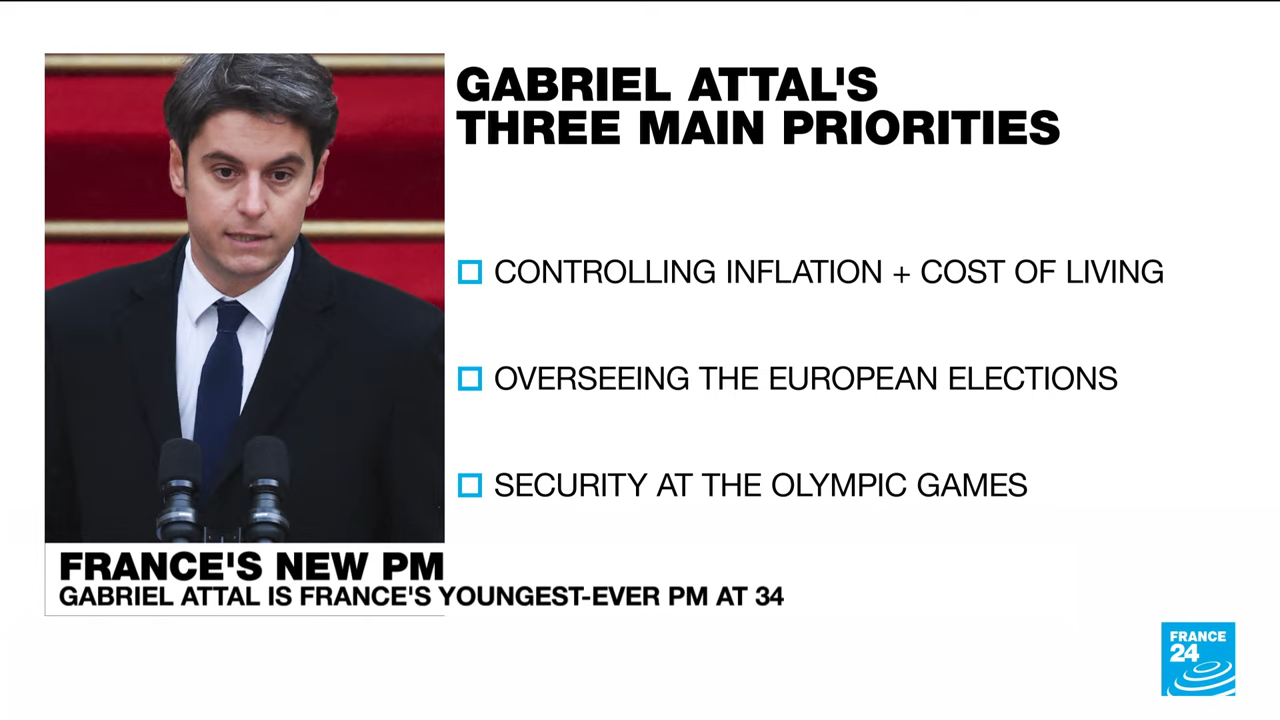 GABRIEL ATTAL'S
THREE MAIN PRIORITIES
CONTROLLING INFLATION + COST OF LIVING
OVERSEEING THE EUROPEAN ELECTIONS
SECURITY AT THE OLYMPIC GAMES
FRANCE'S NEW PM
GABRIEL ATTAL IS FRANCE'S YOUNGEST-EVER PM AT 34
FRANCE
24